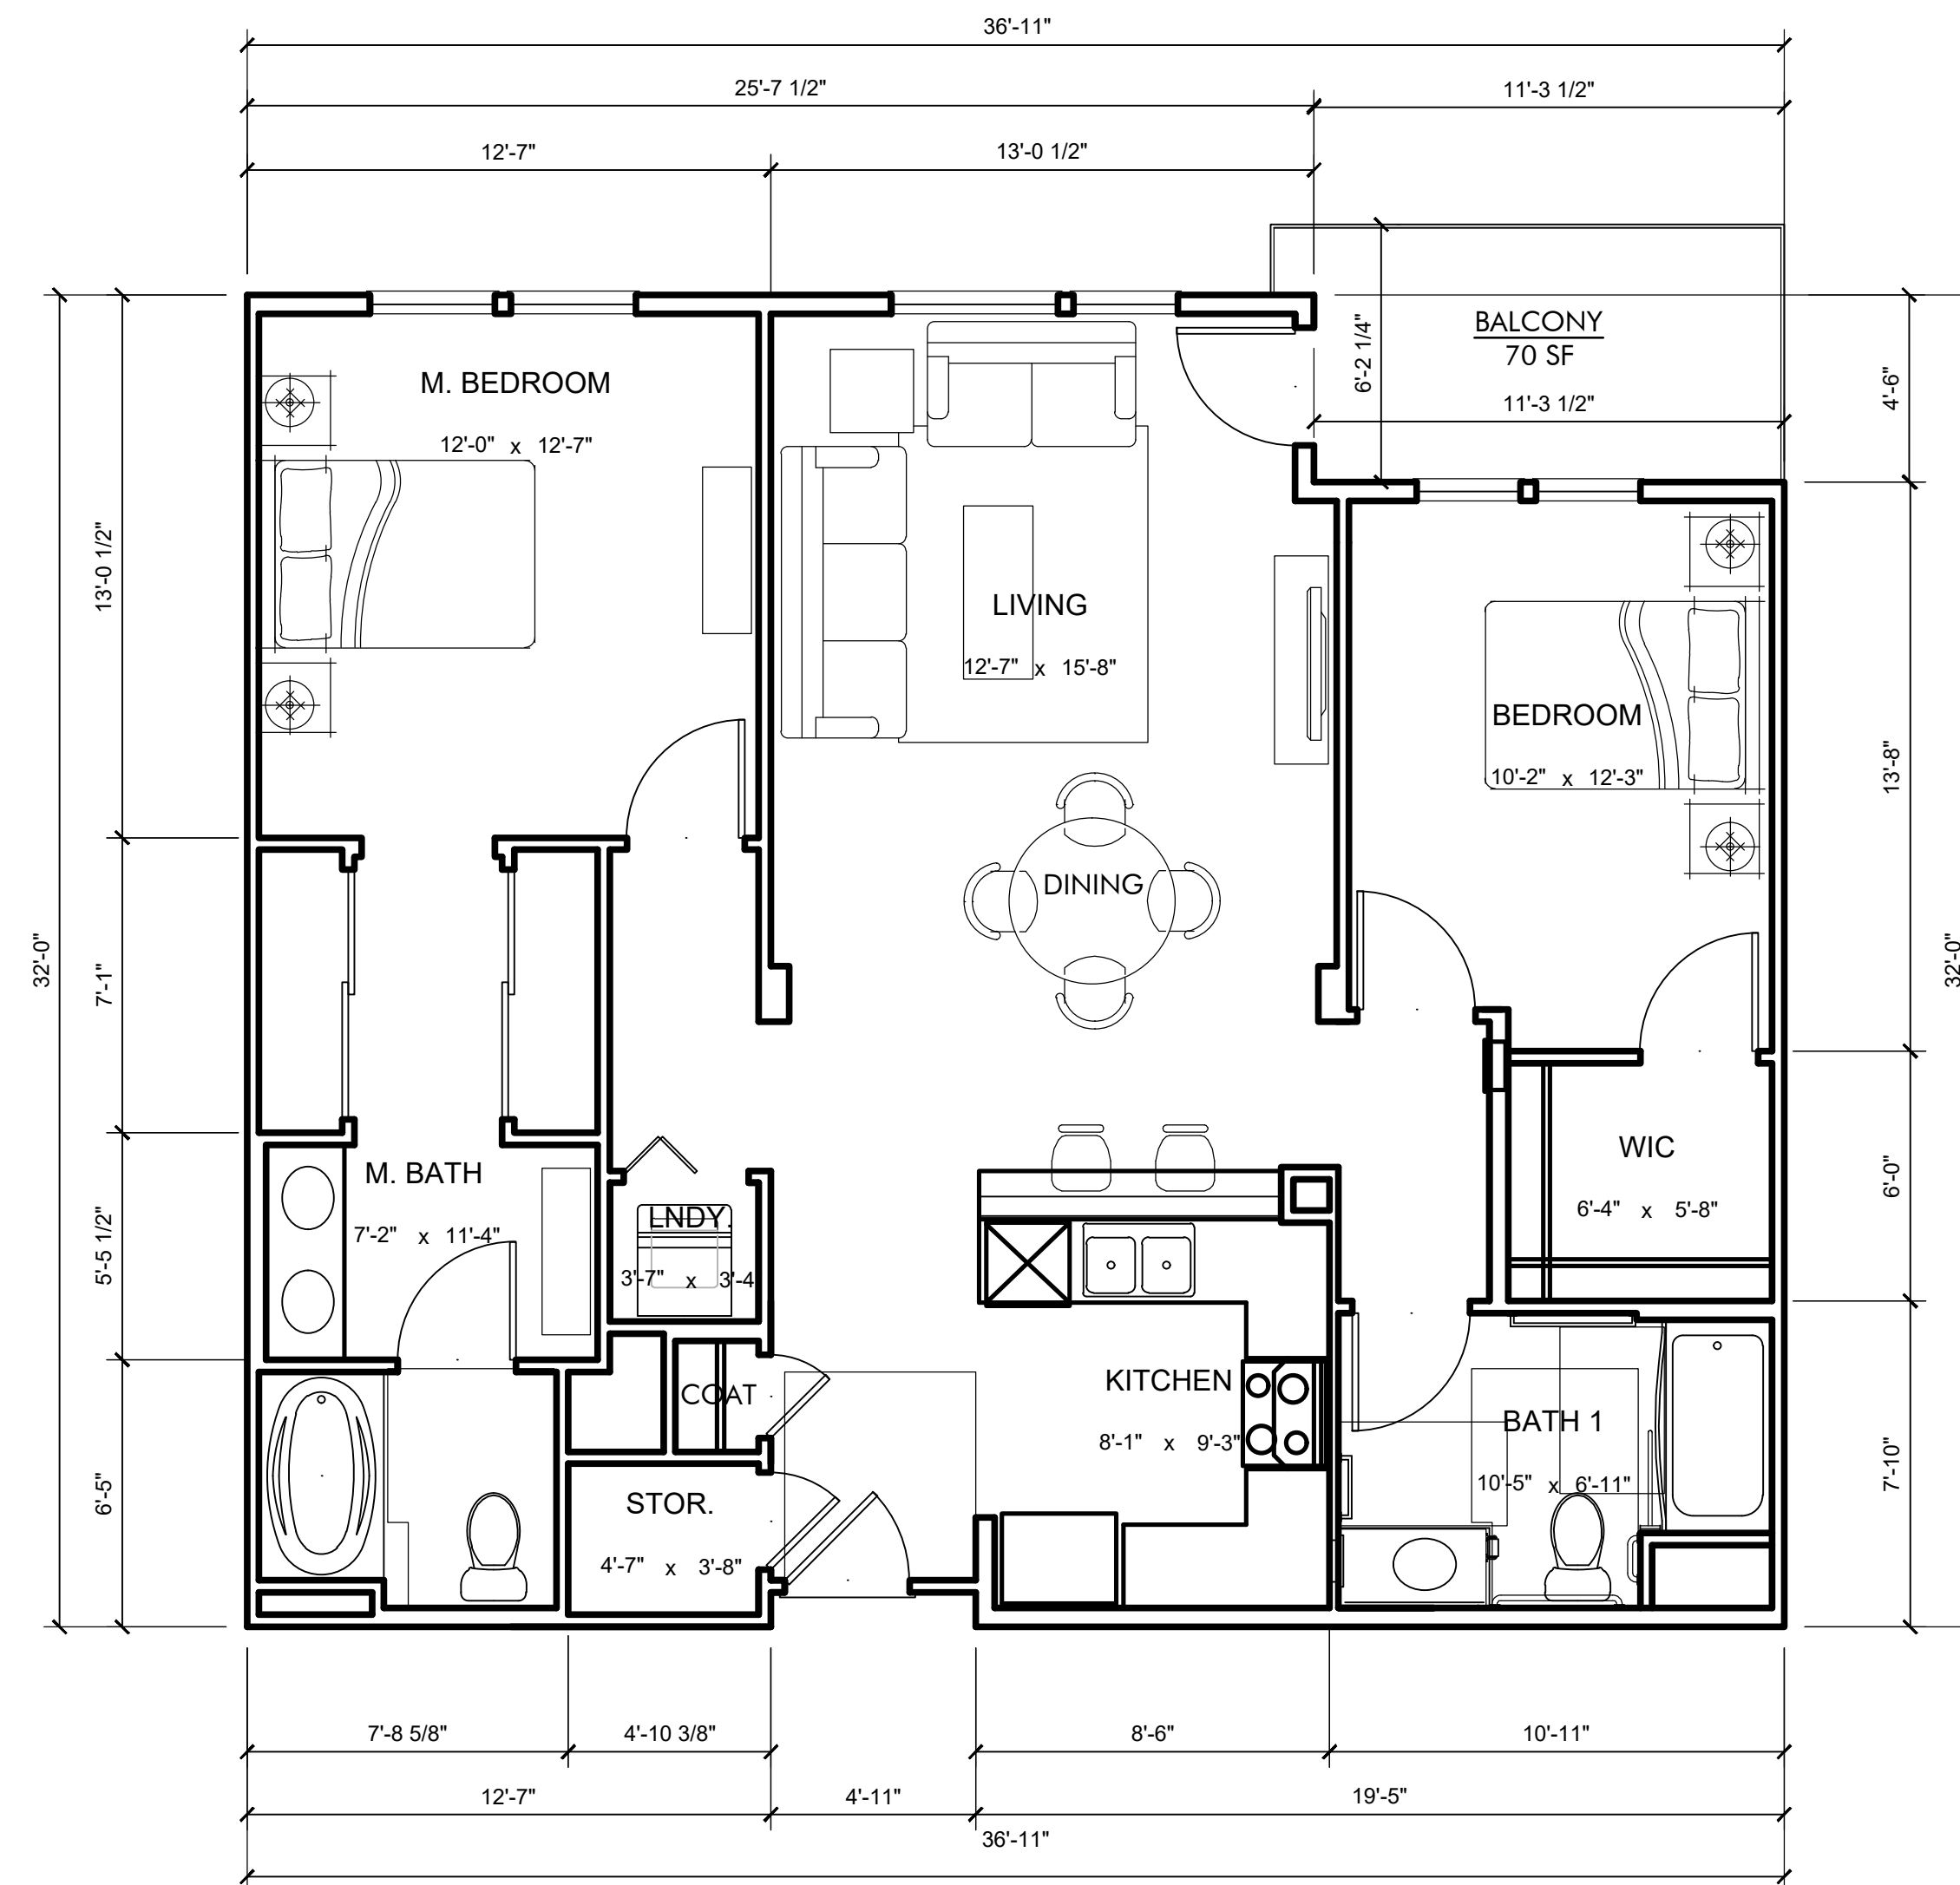 36'-11"
25'-7 1/2"
11'-3 1/2"
12'-7"
13'-0 1/2"
BALCONY
70 SF
6'-2 1/4"
11'-3 1/2"
4'-6"
M. BEDROOM
12'-0" x 12'-7"
13'-0 1/2"
LIVING
12'-7" x 15'-8"
BEDROOM
10'-2" x 12'-3"
13'-8"
DINING
32'-0"
7'-1"
32'-0"
WIC
6'-4" x 5'-8"
6'-0"
M. BATH
7'-2" x 11'-4"
LNDY.
3'-7" x 3'-4
5'-5 1/2"
COAT
KITCHEN
8'-1" x 9'-3"
BATH 1
10'-5" x 6'-11"
7'-10"
6'-5"
STOR.
4'-7" x 3'-8"
7'-8 5/8"
4'-10 3/8"
8'-6"
10'-11"
12'-7"
4'-11"
19'-5"
36'-11"